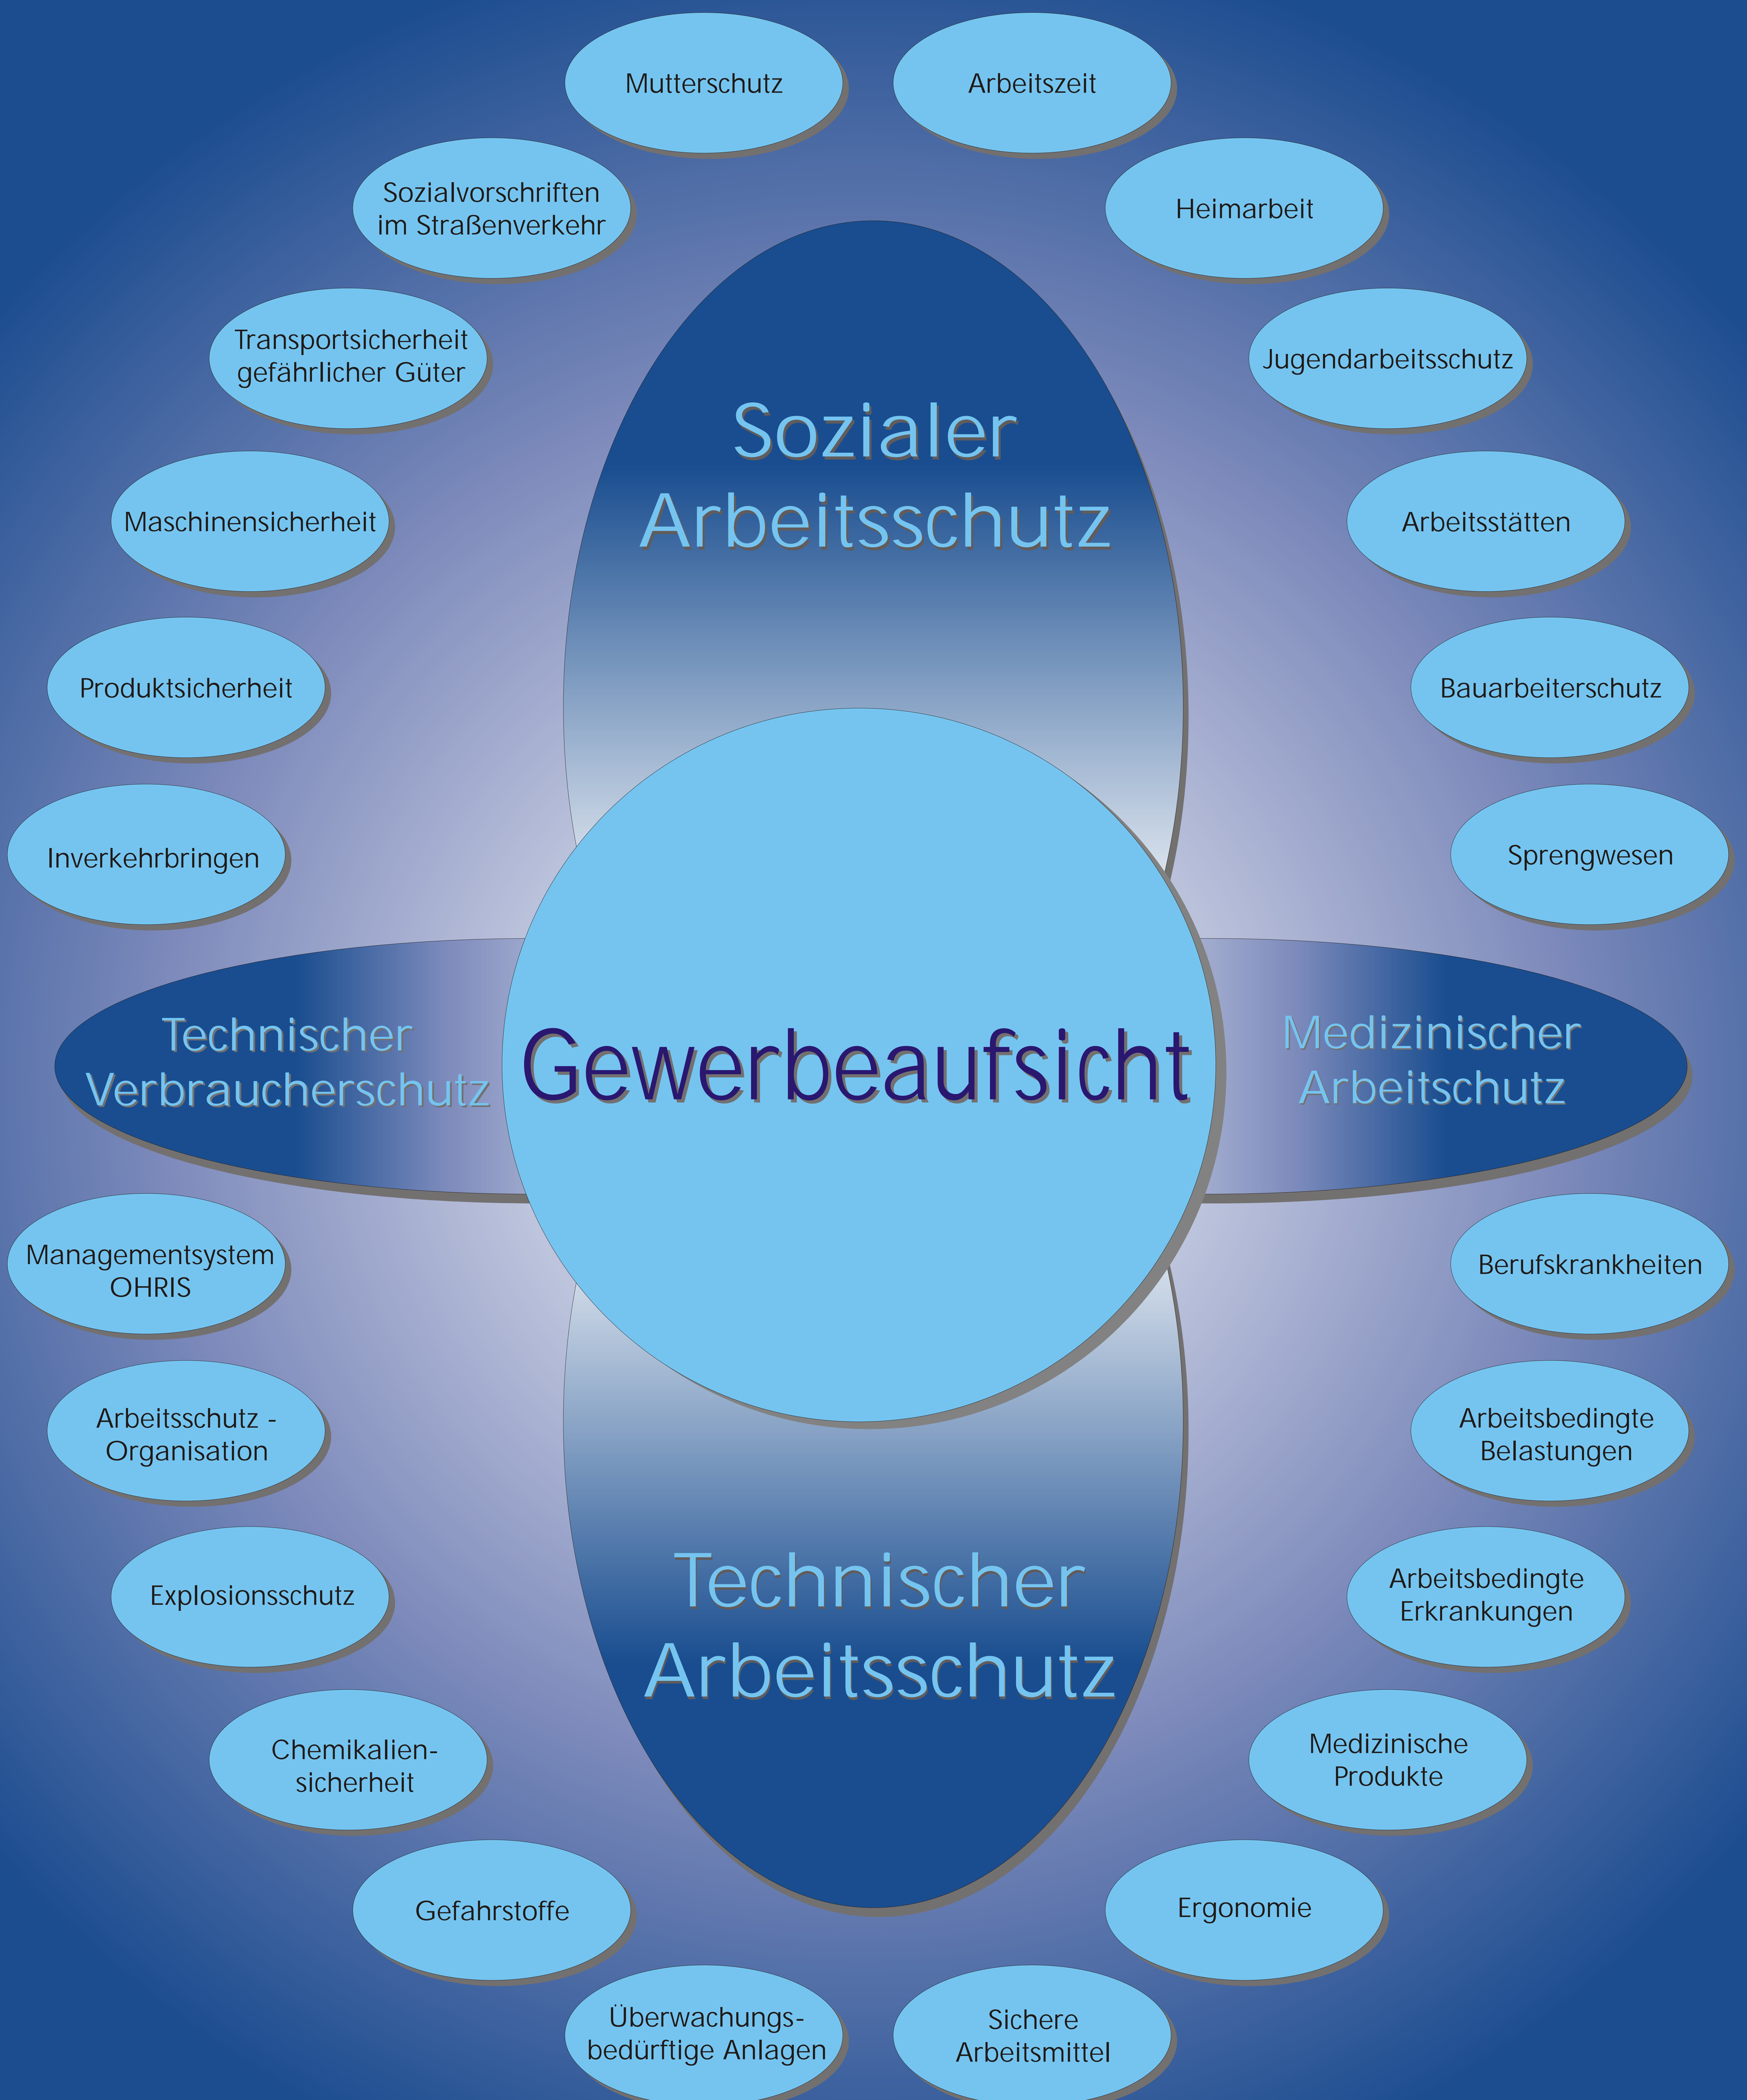 Mutterschutz
Arbeitszeit
Sozialvorschriften
im Straßenverkehr
Heimarbeit
Transportsicherheit
gefährlicher Güter
Jugendarbeitsschutz
Sozialer
Arbeitsschutz
Maschinensicherheit
Arbeitsstätten
Produktsicherheit
Bauarbeiterschutz
Inverkehrbringen
Sprengwesen
Technischer
Verbraucherschutz
Gewerbeaufsicht
Medizinischer
Arbeitschutz
Managementsystem
OHRIS
Berufskrankheiten
Arbeitsschutz -
Organisation
Arbeitsbedingte
Belastungen
Explosionsschutz
Arbeitsbedingte
Erkrankungen
Technischer
Arbeitsschutz
Chemikalien-
sicherheit
Medizinische
Produkte
Gefahrstoffe
Ergonomie
Überwachungs-
bedürftige Anlagen
Sichere
Arbeitsmittel